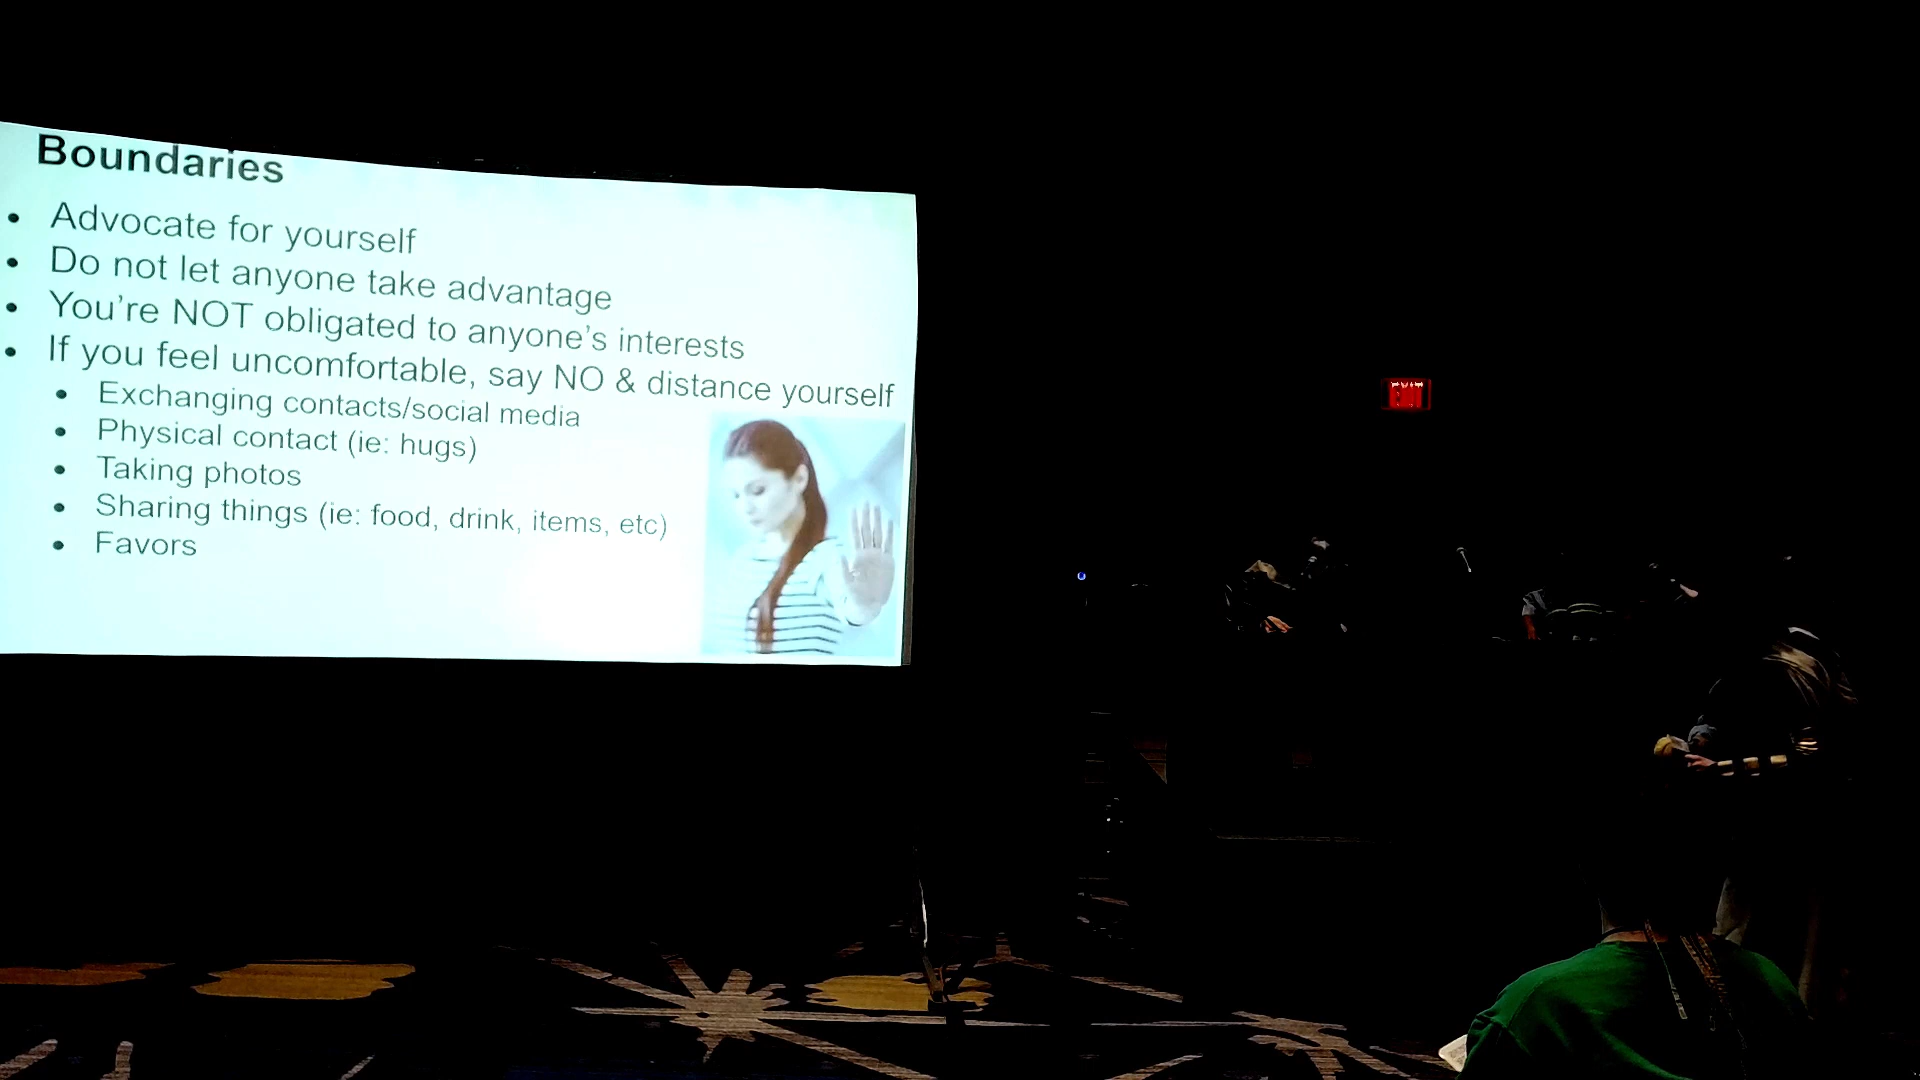 Boundaries
• Advocate for yourself
• Do not let anyone take advantage
• You're NOT obligated to anyone's interests
• If you feel uncomfortable, say NO & distance yourself
• Exchanging contacts/social media
• Physical contact (ie: hugs)
• Taking photos
• Sharing things (ie: food, drink, items, etc)
• Favors